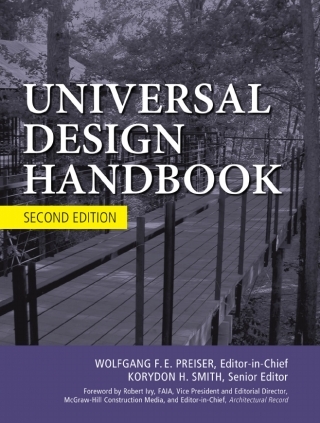 UNIVERSAL
DESIGN
HANDBOOK
SECOND EDITION
WOLFGANG F. E. PREISER, Editor-in-Chief
KORYDON H. SMITH, Senior Editor
Foreword by Robert Ivy, FAIA, Vice President and Editorial Director,
McGraw-Hill Construction Media, and Editor-in-Chief, Architectural Record